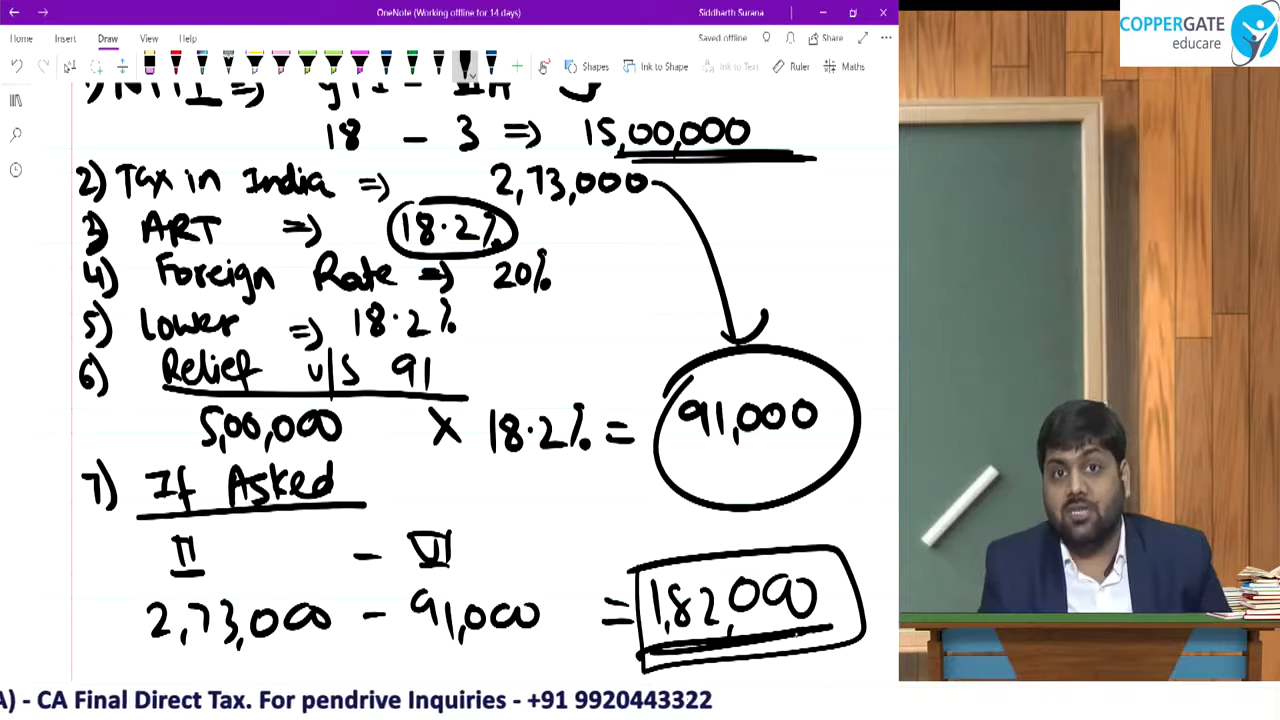 OneNote (Working offline for 14 days)
Siddharth Surana
COPPERGATE
educare
Home Insert Draw View Help
Saved offline
Share
Shapes
Ink to Shape
Ink to Text
Ruler
Maths
18 - 3 => 15,00,000
2) Tax in India => 2,73,000
3) ART => 18.2%
4) Foreign Rate => 20%
5) Lower => 18.2%
6) Relief u/s 91
5,00,000 X 18.2% = 91,000
7) If Asked
II - VI
2,73,000 - 91,000 = 1,82,000
A) - CA Final Direct Tax. For pendrive Inquiries - +91 9920443322